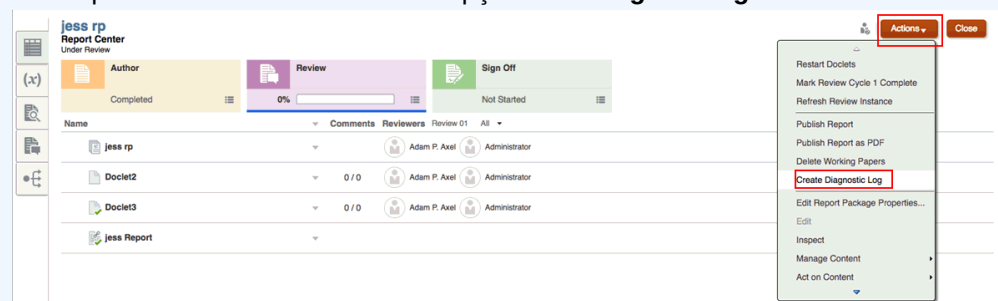 jess rp
Report Center
Under Review
Actions
Close
Author
Completed
Review
0%
Sign Off
Not Started
Name
Comments
Reviewers
Review 01
All
jess rp
Adam P. Axel
Administrator
Doclet2
0 / 0
Adam P. Axel
Administrator
Doclet3
0 / 0
Adam P. Axel
Administrator
jess Report
(x)
Restart Doclets
Mark Review Cycle 1 Complete
Refresh Review Instance
Publish Report
Publish Report as PDF
Delete Working Papers
Create Diagnostic Log
Edit Report Package Properties...
Edit
Inspect
Manage Content
Act on Content